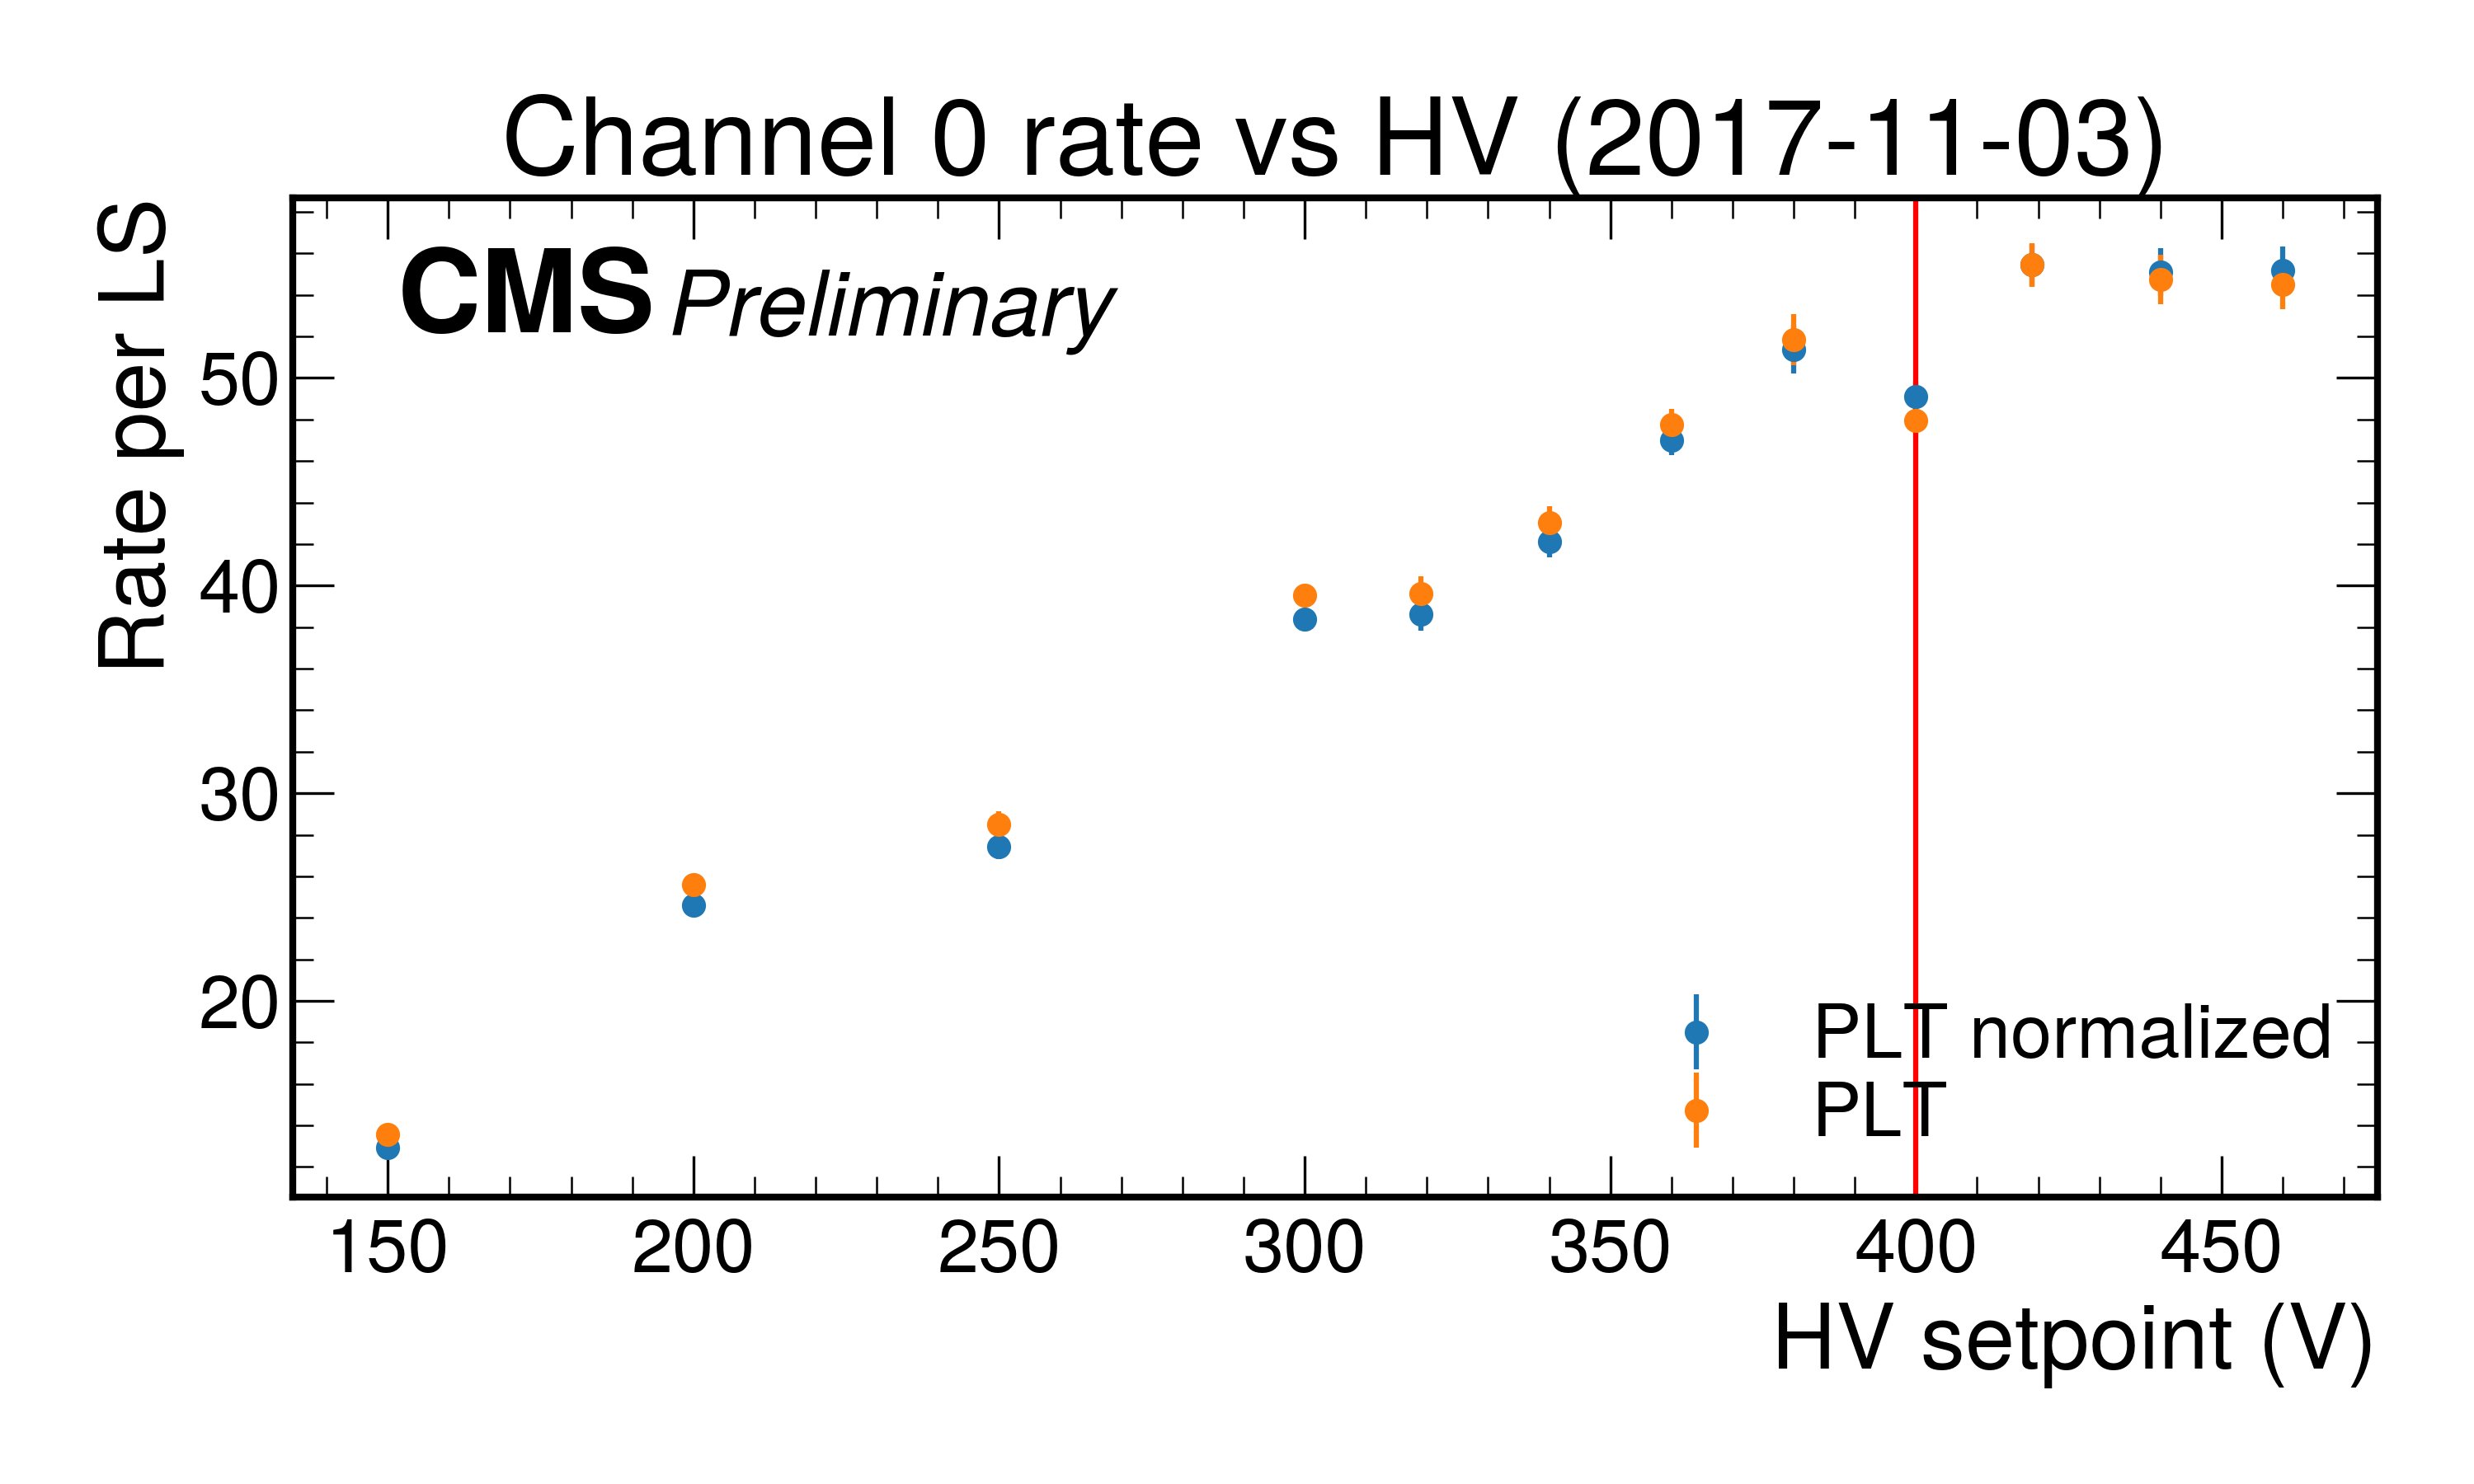 Channel 0 rate vs HV (2017-11-03)
CMS Preliminary
Rate per LS
50
40
30
20
PLT normalized
PLT
150 200 250 300 350 400 450
HV setpoint (V)